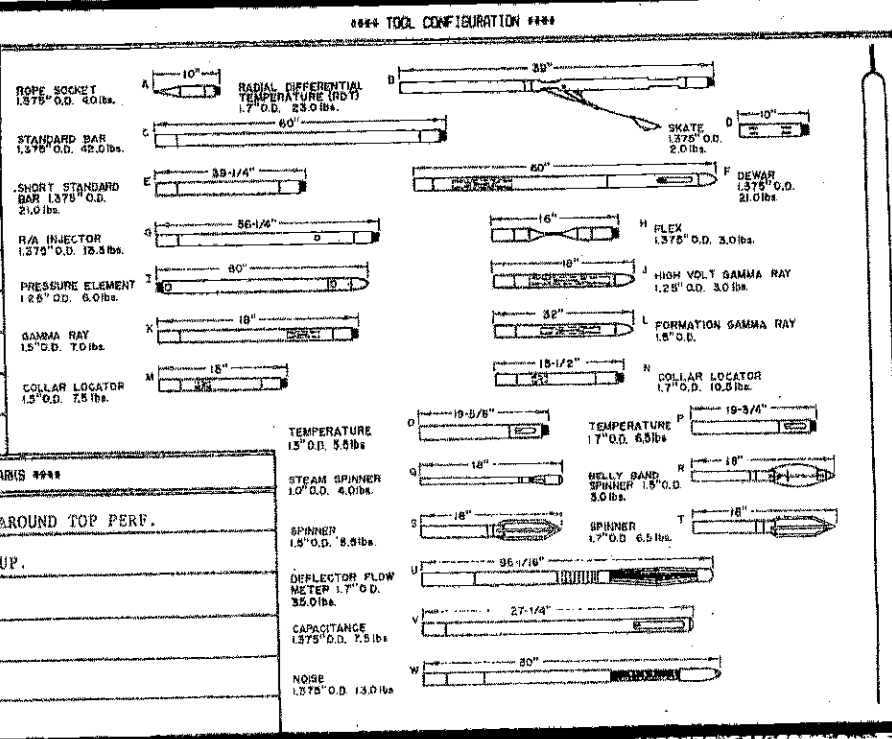 **** TOOL CONFIGURATION ****
ROPE SOCKET
1.375" O.D. 4.0 lbs.
A
10"
RADIAL DIFFERENTIAL
TEMPERATURE (RDT)
1.7" O.D. 23.0 lbs.
B
39"
STANDARD BAR
1.375" O.D. 42.0 lbs.
C
60"
SKATE
1.375" O.D.
2.0 lbs.
D
10"
SHORT STANDARD
BAR 1.375" O.D.
21.0 lbs.
E
39-1/4"
60"
F
DEWAR
1.375" O.D.
21.0 lbs.
R/A INJECTOR
1.375" O.D.
G
56-1/4"
16"
H
FLEX
1.375" O.D. 3.0 lbs.
PRESSURE ELEMENT
1.25" O.D. 6.0 lbs.
I
60"
18"
J
HIGH VOLT GAMMA RAY
1.25" O.D. 3.0 lbs.
GAMMA RAY
1.5" O.D. 7.0 lbs.
K
18"
32"
L
FORMATION GAMMA RAY
O.D.
COLLAR LOCATOR
1.5" O.D. 7.5 lbs.
M
18"
15-1/2"
N
COLLAR LOCATOR
1.7" O.D. 10.5 lbs.
TEMPERATURE
O.D. 5.5 lbs
O
19-5/8"
TEMPERATURE
1.7" O.D. 6.5 lbs
P
19-3/4"
STEAM SPINNER
1.0" O.D. 4.0 lbs.
Q
18"
BELLY BAND
SPINNER 1.5" O.D.
5.0 lbs.
R
18"
SPINNER
1.5" O.D.
S
18"
SPINNER
1.7" O.D. 6.5 lbs
T
18"
DEFLECTOR FLOW
METER 1.7" O.D.
35.0 lbs.
U
CAPACITANCE
1.375" O.D. 7.5 lbs
V
27-1/4"
NOISE
1.375" O.D. 13.0 lbs
W
30"
ARKS ****
AROUND TOP PERF.
UP.